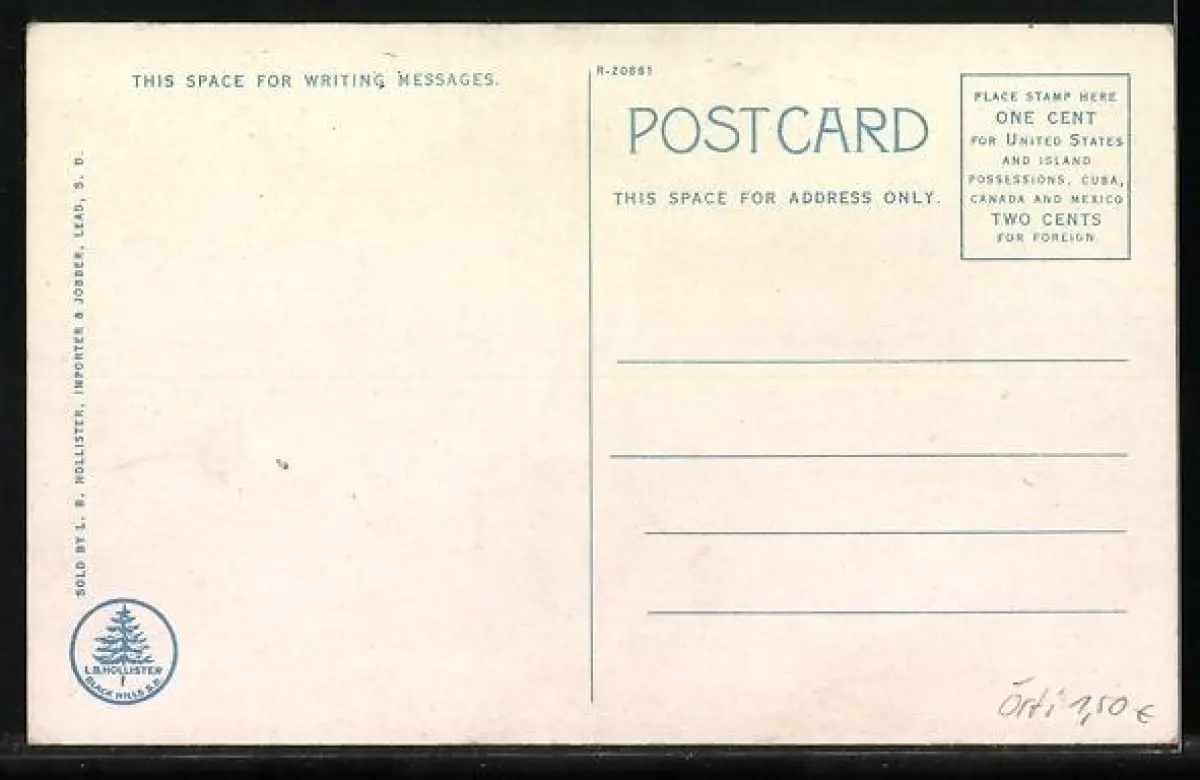 THIS SPACE FOR WRITING MESSAGES.
SOLD BY L. B. HOLLISTER, IMPORTER & JOBBER, LEAD, S. D.
L.B. HOLLISTER
BLACK HILLS S.D.
R-20861
POSTCARD
THIS SPACE FOR ADDRESS ONLY.
PLACE STAMP HERE
ONE CENT
FOR UNITED STATES
AND ISLAND
POSSESSIONS, CUBA,
CANADA AND MEXICO
TWO CENTS
FOR FOREIGN
1,50 €